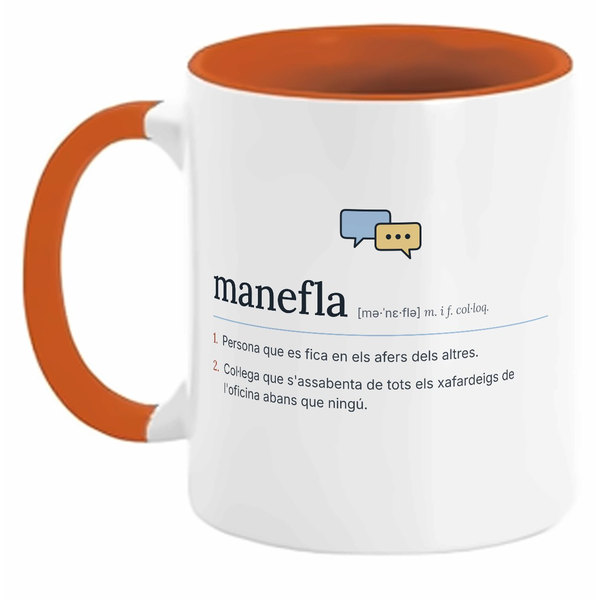 manefla [mə·'nɛ·flə] m. i f. col·loq.
1. Persona que es fica en els afers dels altres.
2. Col·lega que s'assabenta de tots els xafardeigs de
l'oficina abans que ningú.